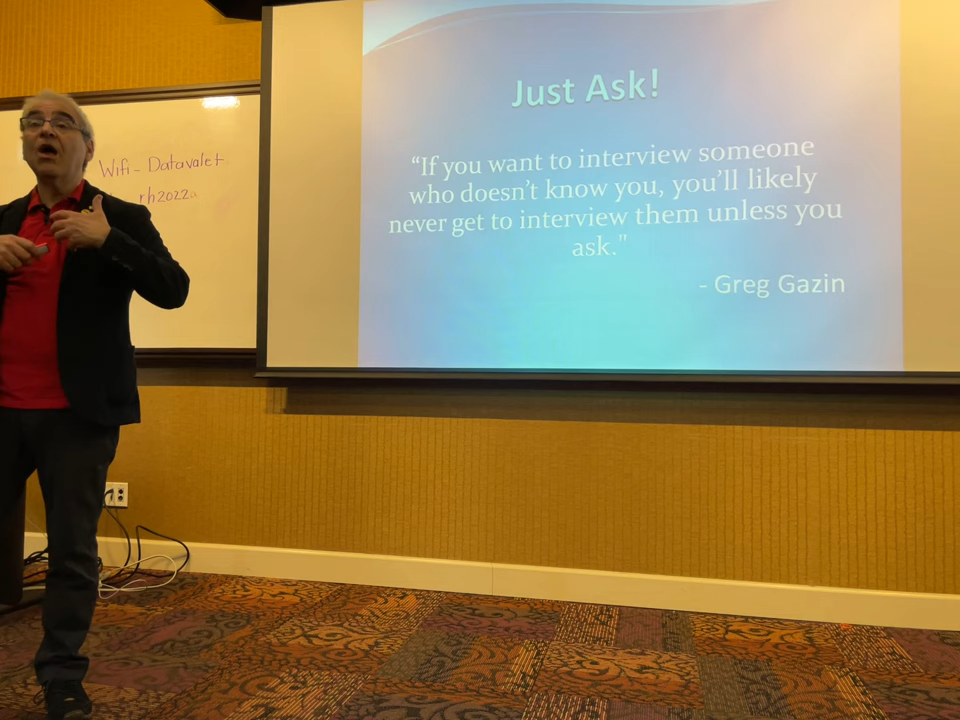 Wifi - Datavalet
rh2022a
Just Ask!
“If you want to interview someone
who doesn’t know you, you’ll likely
never get to interview them unless you
ask."
- Greg Gazin